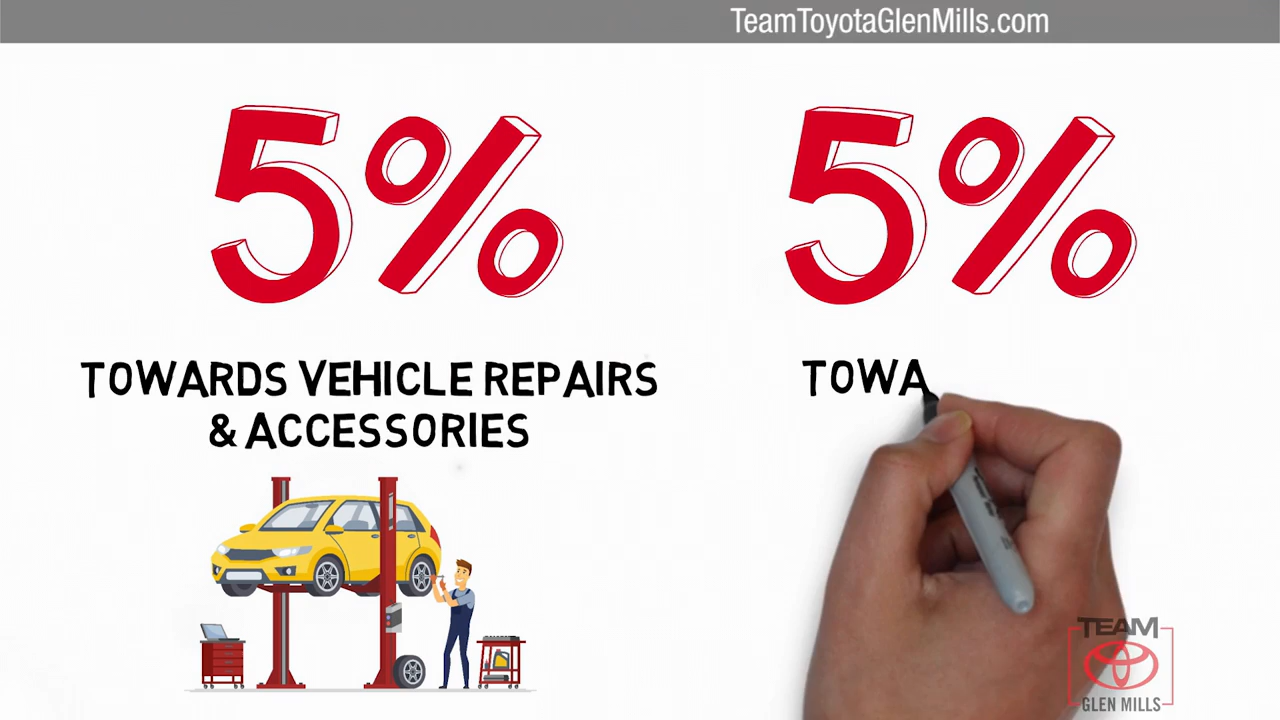 TeamToyotaGlenMills.com
5%
5%
TOWARDS VEHICLE REPAIRS
& ACCESSORIES
TOWA
TEAM
GLEN MILLS